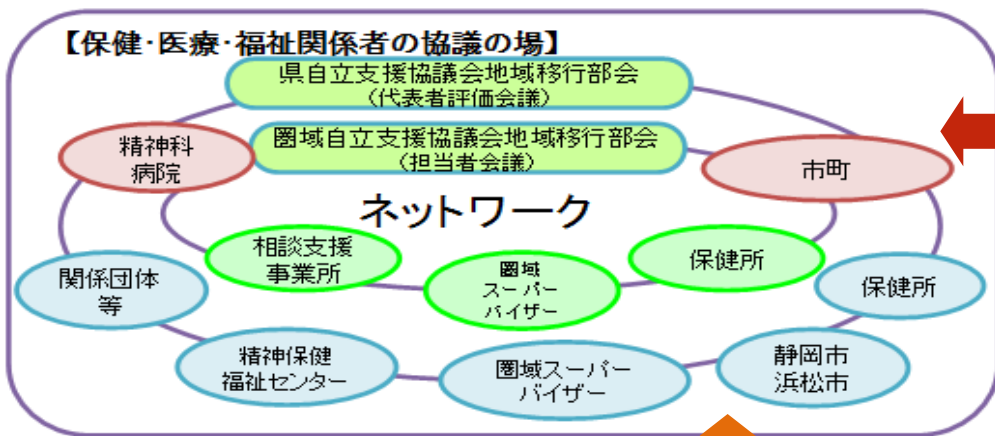 【保健・医療・福祉関係者の協議の場】
県自立支援協議会地域移行部会
(代表者評価会議)
圏域自立支援協議会地域移行部会
(担当者会議)
精神科
病院
市町
ネットワーク
相談支援
事業所
圏域
スーパー
バイザー
保健所
関係団体
等
保健所
精神保健
福祉センター
圏域スーパー
バイザー
静岡市
浜松市